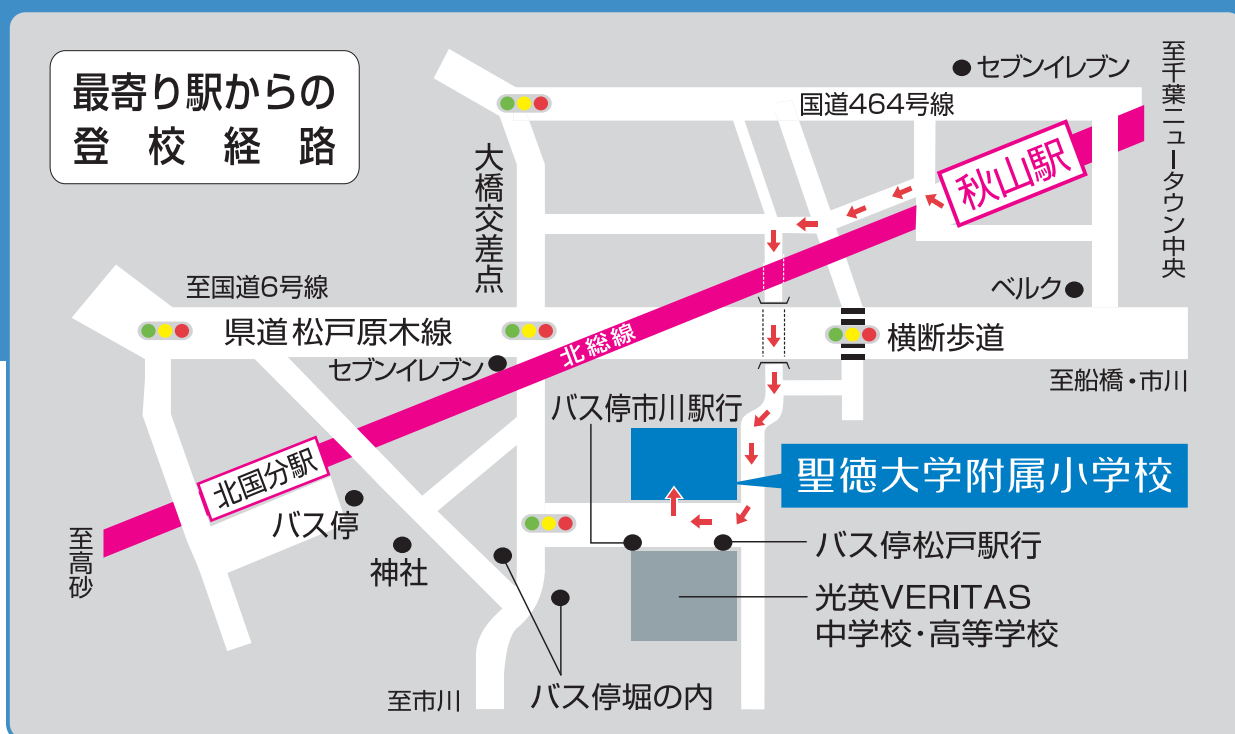 最寄り駅からの
登校経路
セブンイレブン
国道464号線
至千葉ニュータウン中央
秋山駅
大橋交差点
至国道6号線
ベルク
県道松戸原木線
横断歩道
北総線
セブンイレブン
至船橋・市川
バス停市川駅行
北国分駅
聖徳大学附属小学校
バス停
至高砂
神社
バス停松戸駅行
光英VERITAS
中学校・高等学校
至市川
バス停堀の内